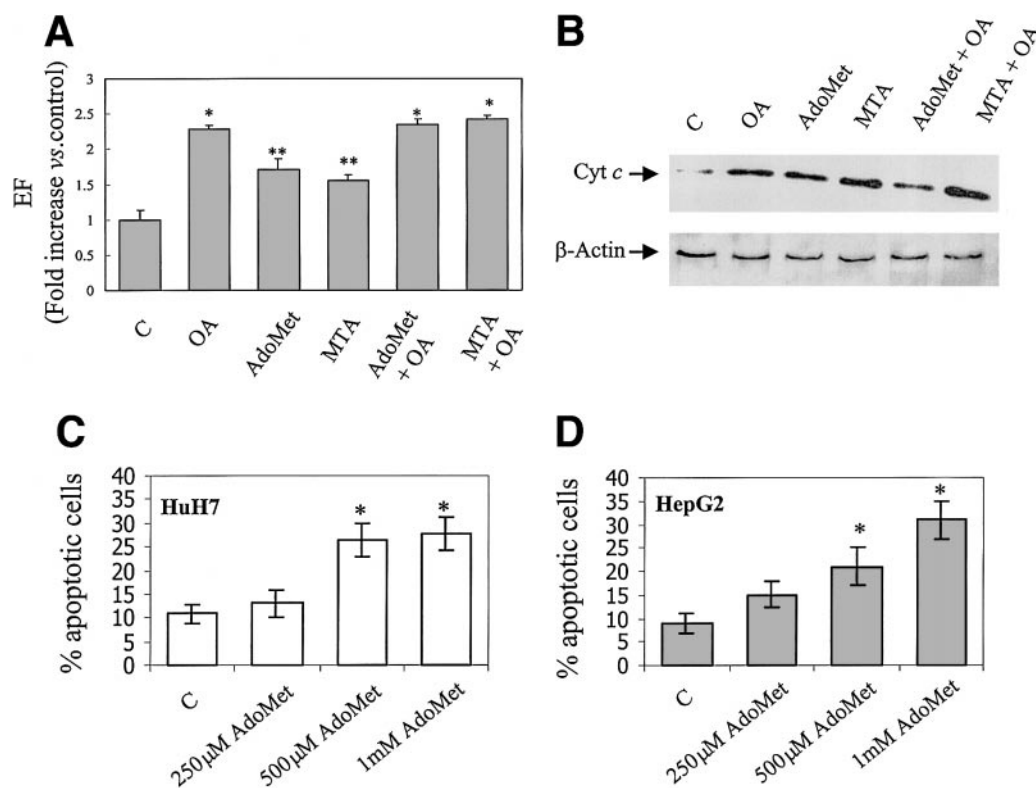 A
EF
(Fold increase vs.control)
3
2.5
2
1.5
1
0.5
0
*
**
**
*
*
C
OA
AdoMet
MTA
AdoMet
+ OA
MTA
+ OA
B
C
OA
AdoMet
MTA
AdoMet + OA
MTA + OA
Cyt c
β-Actin
C
% apoptotic cells
40
35
30
25
20
15
10
5
0
HuH7
*
*
C
250µM AdoMet
500µM AdoMet
1mM AdoMet
D
% apoptotic cells
40
35
30
25
20
15
10
5
0
HepG2
*
*
C
250µM AdoMet
500µM AdoMet
1mM AdoMet